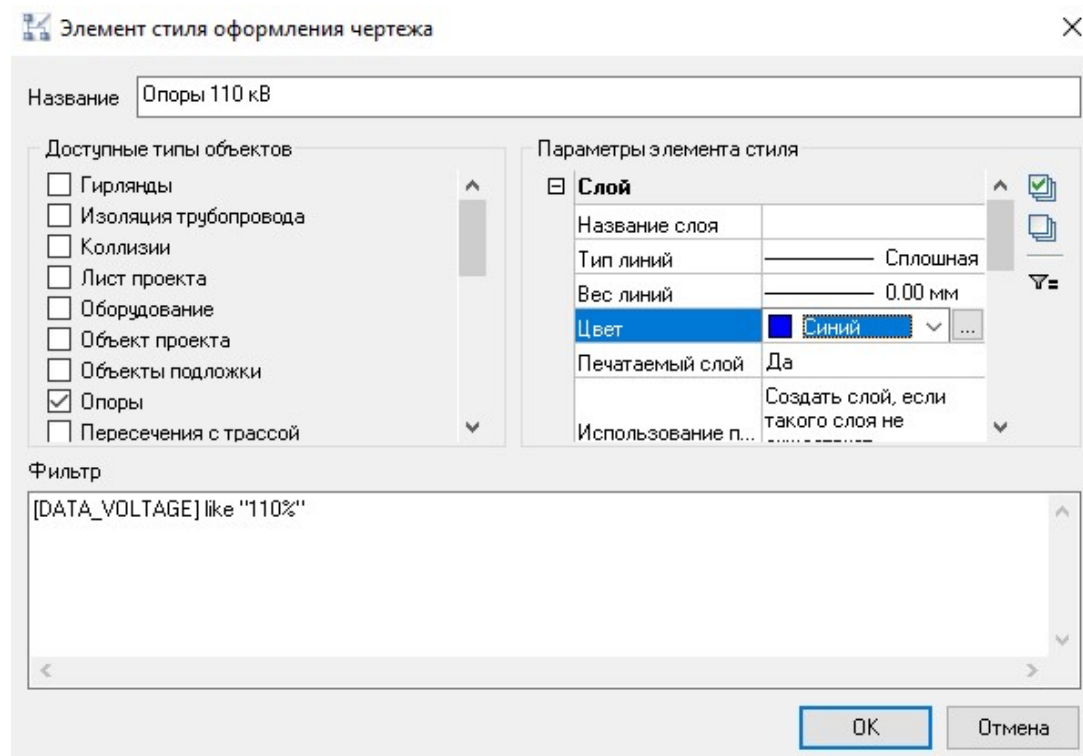 Элемент стиля оформления чертежа
Название
Опоры 110 кВ
Доступные типы объектов
Гирлянды
Изоляция трубопровода
Коллизии
Лист проекта
Оборудование
Объект проекта
Объекты подложки
Опоры
Пересечения с трассой
Параметры элемента стиля
Слой
Название слоя
Тип линий Сплошная
Вес линий 0.00 мм
Цвет Синий ...
Печатаемый слой Да
Использование п... Создать слой, если
такого слоя не
Фильтр
[DATA_VOLTAGE] like "110%"
OK Отмена